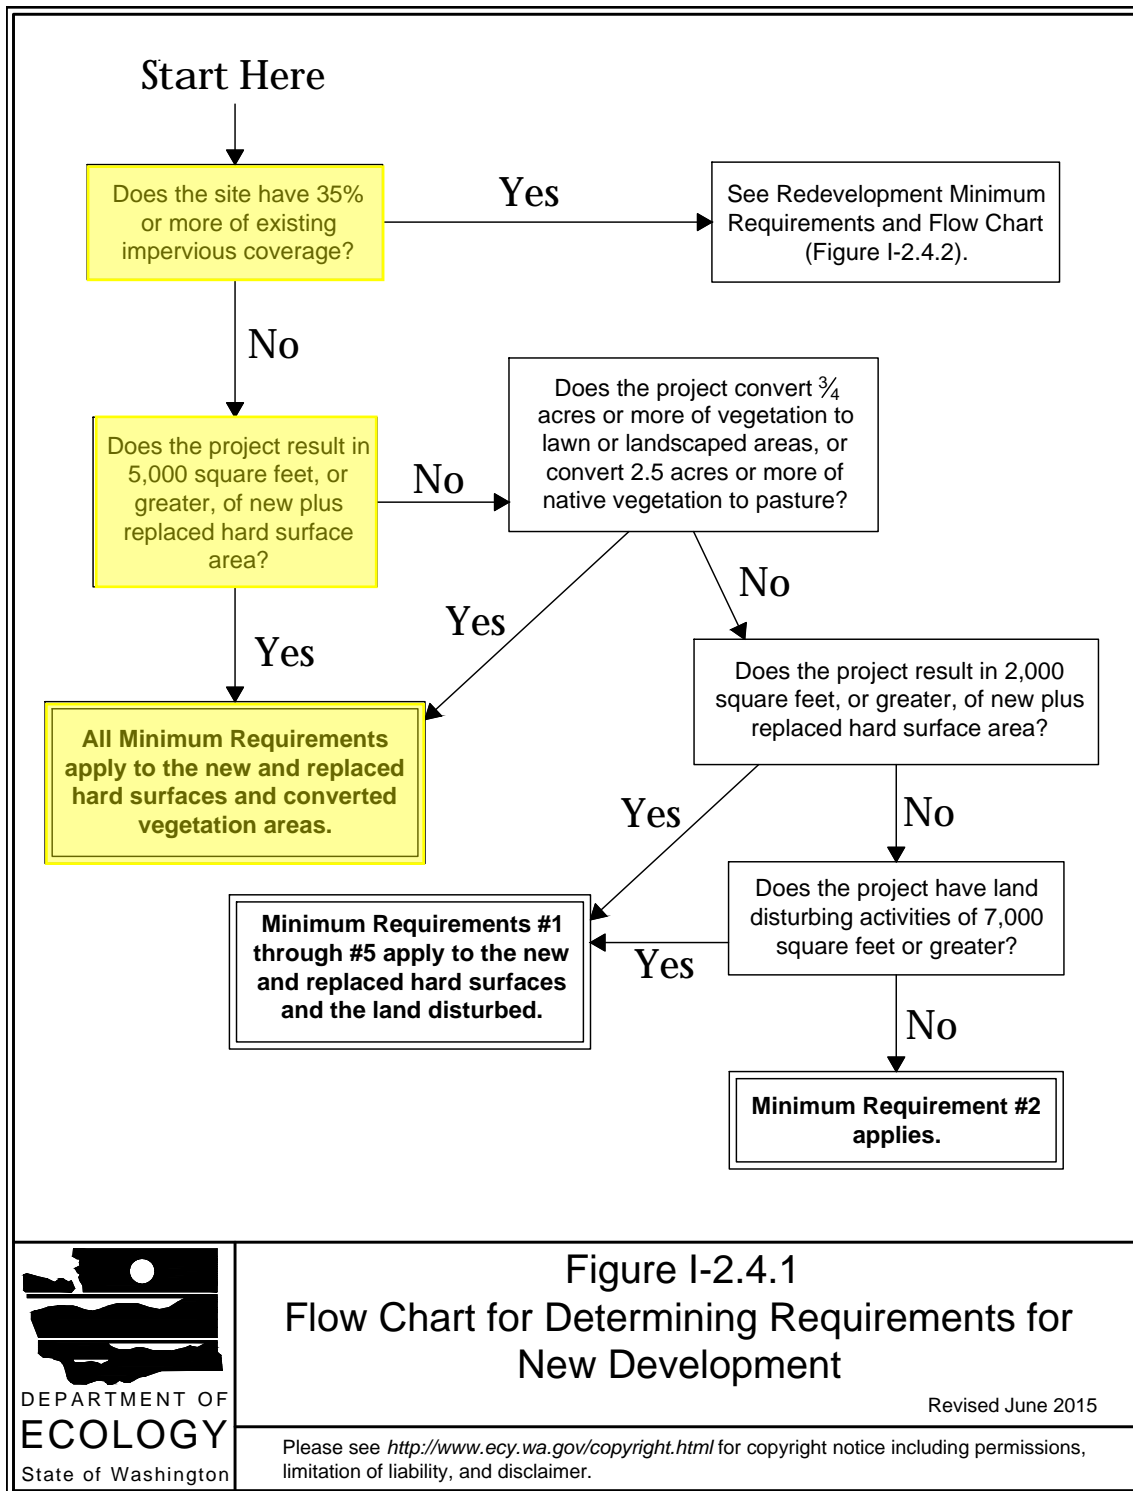 Start Here
Does the site have 35%
or more of existing
impervious coverage?
Yes
See Redevelopment Minimum
Requirements and Flow Chart
(Figure I-2.4.2).
No
Does the project result in
5,000 square feet, or
greater, of new plus
replaced hard surface
area?
No
Does the project convert ¾
acres or more of vegetation to
lawn or landscaped areas, or
convert 2.5 acres or more of
native vegetation to pasture?
Yes
Yes
No
All Minimum Requirements
apply to the new and replaced
hard surfaces and converted
vegetation areas.
Does the project result in 2,000
square feet, or greater, of new plus
replaced hard surface area?
Yes
No
Minimum Requirements #1
through #5 apply to the new
and replaced hard surfaces
and the land disturbed.
Yes
Does the project have land
disturbing activities of 7,000
square feet or greater?
No
Minimum Requirement #2
applies.
DEPARTMENT OF
ECOLOGY
State of Washington
Figure I-2.4.1
Flow Chart for Determining Requirements for
New Development
Revised June 2015
Please see http://www.ecy.wa.gov/copyright.html for copyright notice including permissions,
limitation of liability, and disclaimer.